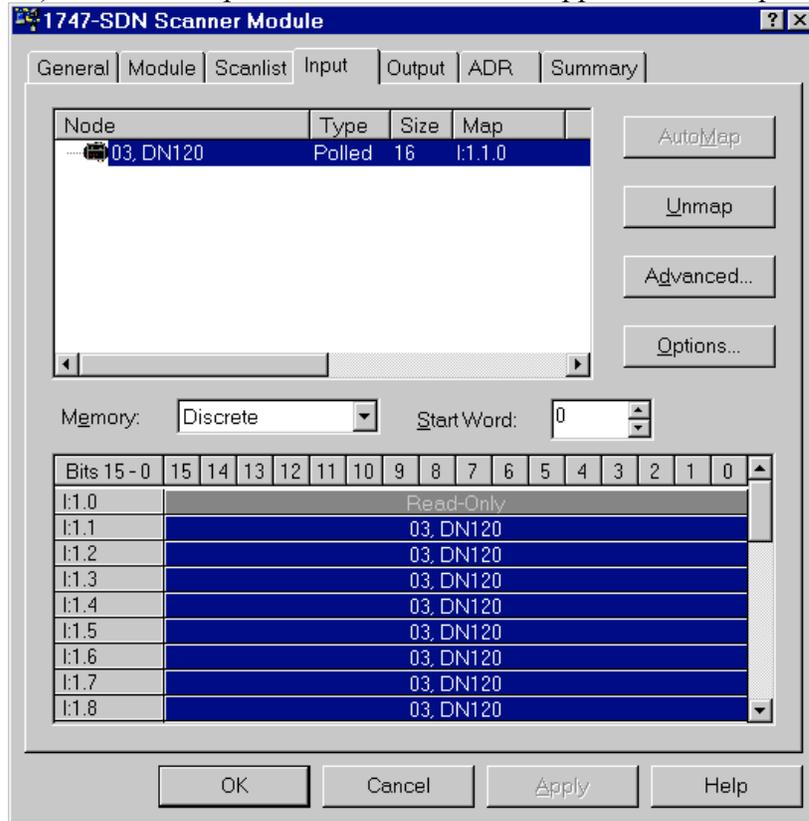 1747-SDN Scanner Module
General Module Scanlist Input Output ADR Summary
Node Type Size Map
03, DN120 Polled 16 I:1.1.0
AutoMap
Unmap
Advanced...
Options...
Memory: Discrete Start Word: 0
Bits 15 - 0 15 14 13 12 11 10 9 8 7 6 5 4 3 2 1 0
I:1.0 Read-Only
I:1.1 03, DN120
I:1.2 03, DN120
I:1.3 03, DN120
I:1.4 03, DN120
I:1.5 03, DN120
I:1.6 03, DN120
I:1.7 03, DN120
I:1.8 03, DN120
OK Cancel Apply Help